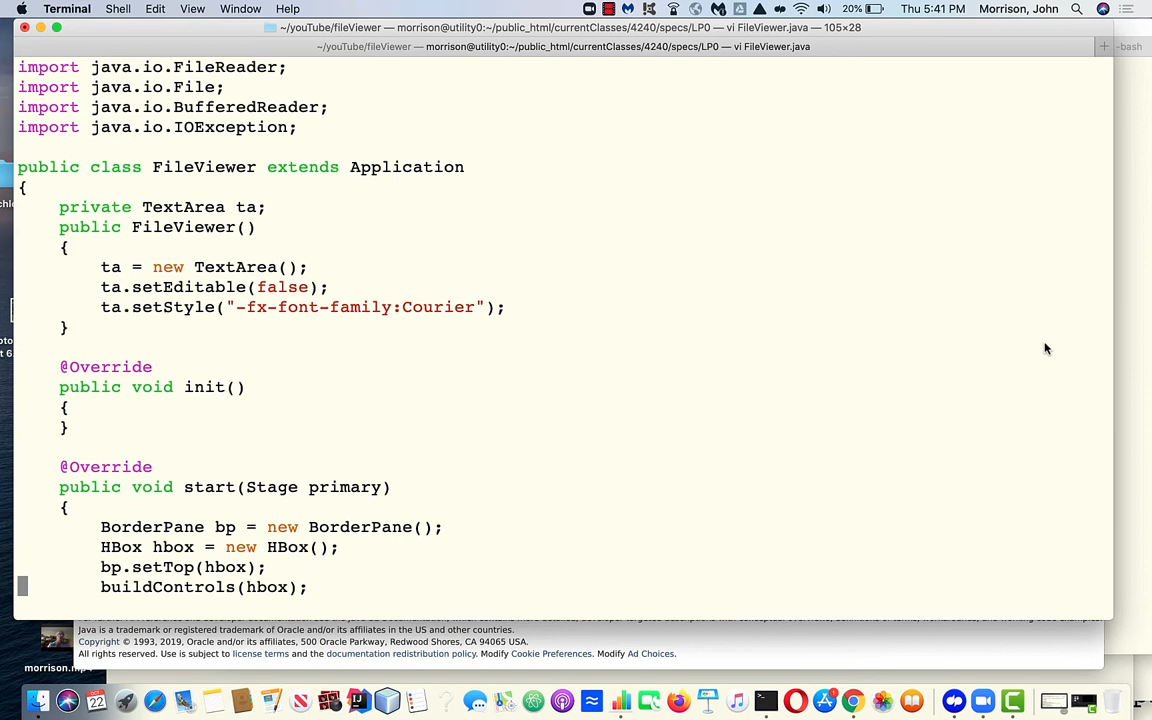 Terminal Shell Edit View Window Help 20% Thu 5:41 PM Morrison, John
~/youTube/fileViewer — morrison@utility0:~/public_html/currentClasses/4240/specs/LP0 — vi FileViewer.java — 105×28
~/youTube/fileViewer — morrison@utility0:~/public_html/currentClasses/4240/specs/LP0 — vi FileViewer.java
-bash
import java.io.FileReader;
import java.io.File;
import java.io.BufferedReader;
import java.io.IOException;
public class FileViewer extends Application
{
private TextArea ta;
public FileViewer()
{
ta = new TextArea();
ta.setEditable(false);
ta.setStyle("-fx-font-family:Courier");
}
@Override
public void init()
{
}
@Override
public void start(Stage primary)
{
BorderPane bp = new BorderPane();
HBox hbox = new HBox();
bp.setTop(hbox);
buildControls(hbox);
Java is a trademark or registered trademark of Oracle and/or its affiliates in the US and other countries.
Copyright © 1993, 2019, Oracle and/or its affiliates, 500 Oracle Parkway, Redwood Shores, CA 94065 USA.
All rights reserved. Use is subject to license terms and the documentation redistribution policy. Modify Cookie Preferences. Modify Ad Choices.
morrison.mp4
22